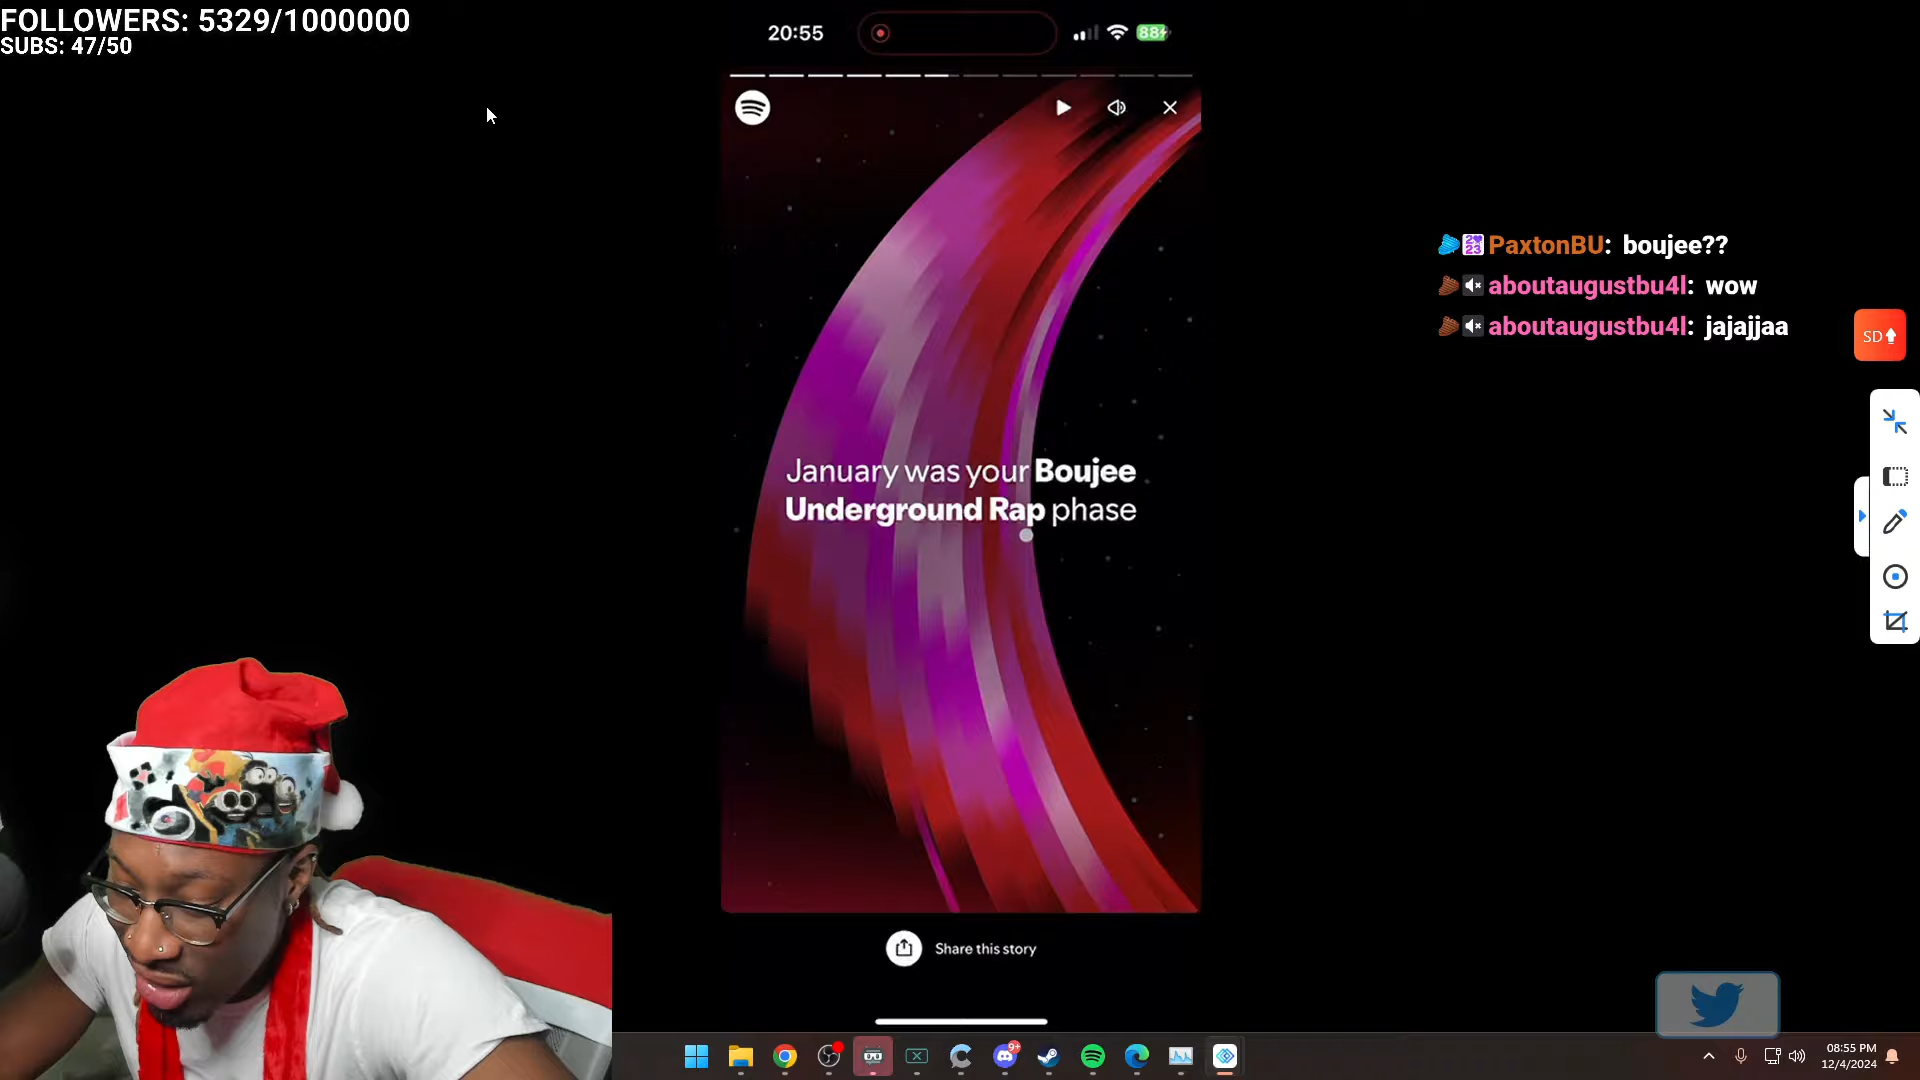 FOLLOWERS: 5329/1000000
SUBS: 47/50
20:55
88
PaxtonBU: boujee??
aboutaugustbu4l: wow
aboutaugustbu4l: jajajjaa
SD
January was your Boujee
Underground Rap phase
Share this story
9+
08:55 PM
12/4/2024